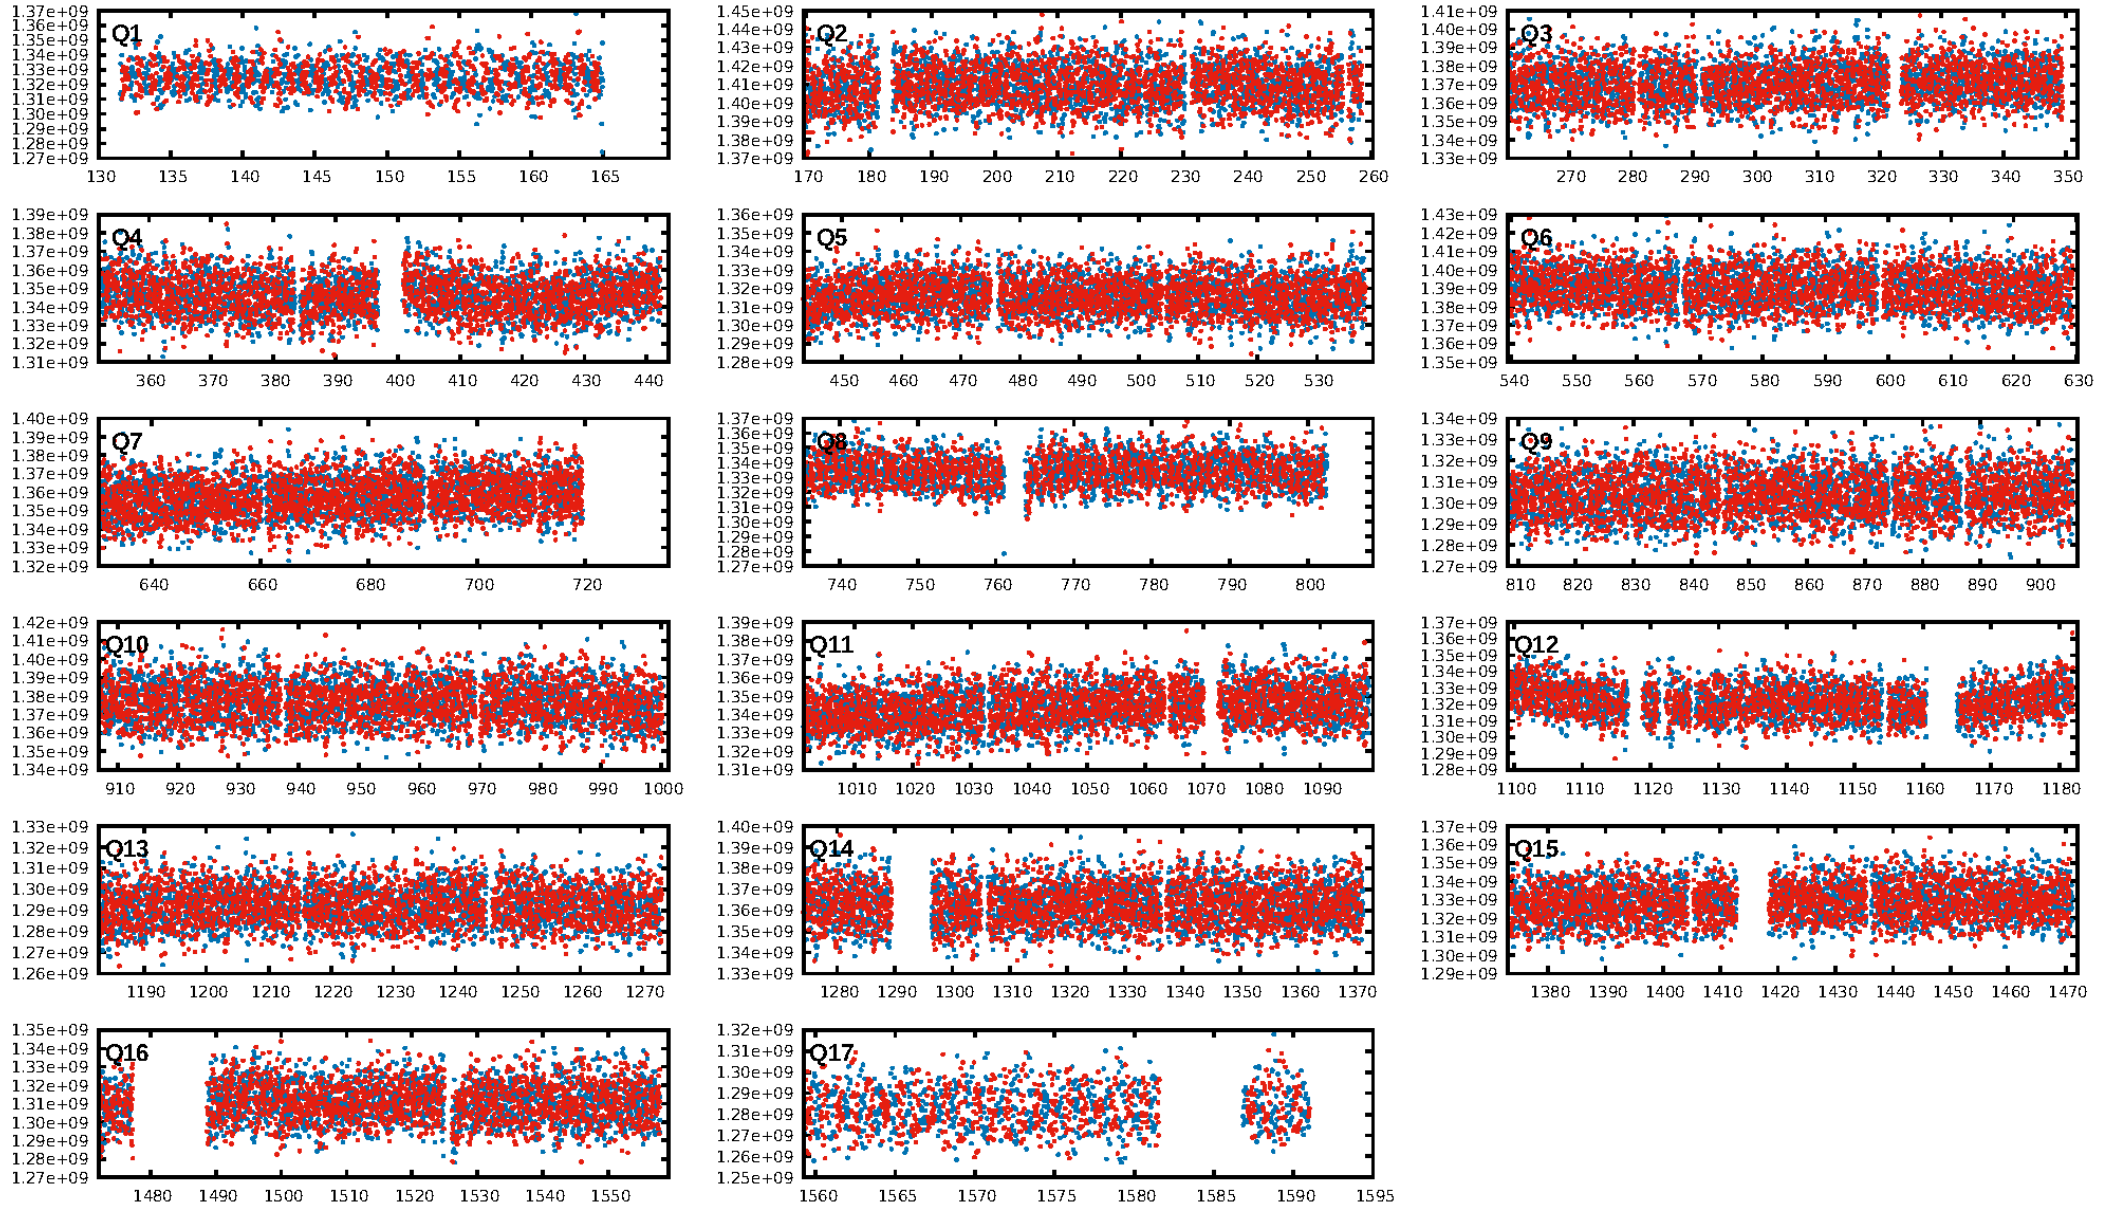 1.37e+09 1.36e+09 1.35e+09 1.34e+09 1.33e+09 1.32e+09 1.31e+09 1.30e+09 1.29e+09 1.28e+09 1.27e+09
Q1
130 135 140 145 150 155 160 165
1.45e+09 1.44e+09 1.43e+09 1.42e+09 1.41e+09 1.40e+09 1.39e+09 1.38e+09 1.37e+09
Q2
170 180 190 200 210 220 230 240 250 260
1.41e+09 1.40e+09 1.39e+09 1.38e+09 1.37e+09 1.36e+09 1.35e+09 1.34e+09 1.33e+09
Q3
270 280 290 300 310 320 330 340 350
1.39e+09 1.38e+09 1.37e+09 1.36e+09 1.35e+09 1.34e+09 1.33e+09 1.32e+09 1.31e+09
Q4
360 370 380 390 400 410 420 430 440
1.36e+09 1.35e+09 1.34e+09 1.33e+09 1.32e+09 1.31e+09 1.30e+09 1.29e+09 1.28e+09
Q5
450 460 470 480 490 500 510 520 530
1.43e+09 1.42e+09 1.41e+09 1.40e+09 1.39e+09 1.38e+09 1.37e+09 1.36e+09 1.35e+09
Q6
540 550 560 570 580 590 600 610 620 630
1.40e+09 1.39e+09 1.38e+09 1.37e+09 1.36e+09 1.35e+09 1.34e+09 1.33e+09 1.32e+09
Q7
640 660 680 700 720
1.37e+09 1.36e+09 1.35e+09 1.34e+09 1.33e+09 1.32e+09 1.31e+09 1.30e+09 1.29e+09 1.28e+09 1.27e+09
Q8
740 750 760 770 780 790 800
1.34e+09 1.33e+09 1.32e+09 1.31e+09 1.30e+09 1.29e+09 1.28e+09 1.27e+09
Q9
810 820 830 840 850 860 870 880 890 900
1.42e+09 1.41e+09 1.40e+09 1.39e+09 1.38e+09 1.37e+09 1.36e+09 1.35e+09 1.34e+09
Q10
910 920 930 940 950 960 970 980 990 1000
1.39e+09 1.38e+09 1.37e+09 1.36e+09 1.35e+09 1.34e+09 1.33e+09 1.32e+09 1.31e+09
Q11
1010 1020 1030 1040 1050 1060 1070 1080 1090
1.37e+09 1.36e+09 1.35e+09 1.34e+09 1.33e+09 1.32e+09 1.31e+09 1.30e+09 1.29e+09 1.28e+09
Q12
1100 1110 1120 1130 1140 1150 1160 1170 1180
1.33e+09 1.32e+09 1.31e+09 1.30e+09 1.29e+09 1.28e+09 1.27e+09 1.26e+09
Q13
1190 1200 1210 1220 1230 1240 1250 1260 1270
1.40e+09 1.39e+09 1.38e+09 1.37e+09 1.36e+09 1.35e+09 1.34e+09 1.33e+09
Q14
1280 1290 1300 1310 1320 1330 1340 1350 1360 1370
1.37e+09 1.36e+09 1.35e+09 1.34e+09 1.33e+09 1.32e+09 1.31e+09 1.30e+09 1.29e+09
Q15
1380 1390 1400 1410 1420 1430 1440 1450 1460 1470
1.35e+09 1.34e+09 1.33e+09 1.32e+09 1.31e+09 1.30e+09 1.29e+09 1.28e+09 1.27e+09
Q16
1480 1490 1500 1510 1520 1530 1540 1550
1.32e+09 1.31e+09 1.30e+09 1.29e+09 1.28e+09 1.27e+09 1.26e+09 1.25e+09
Q17
1560 1565 1570 1575 1580 1585 1590 1595